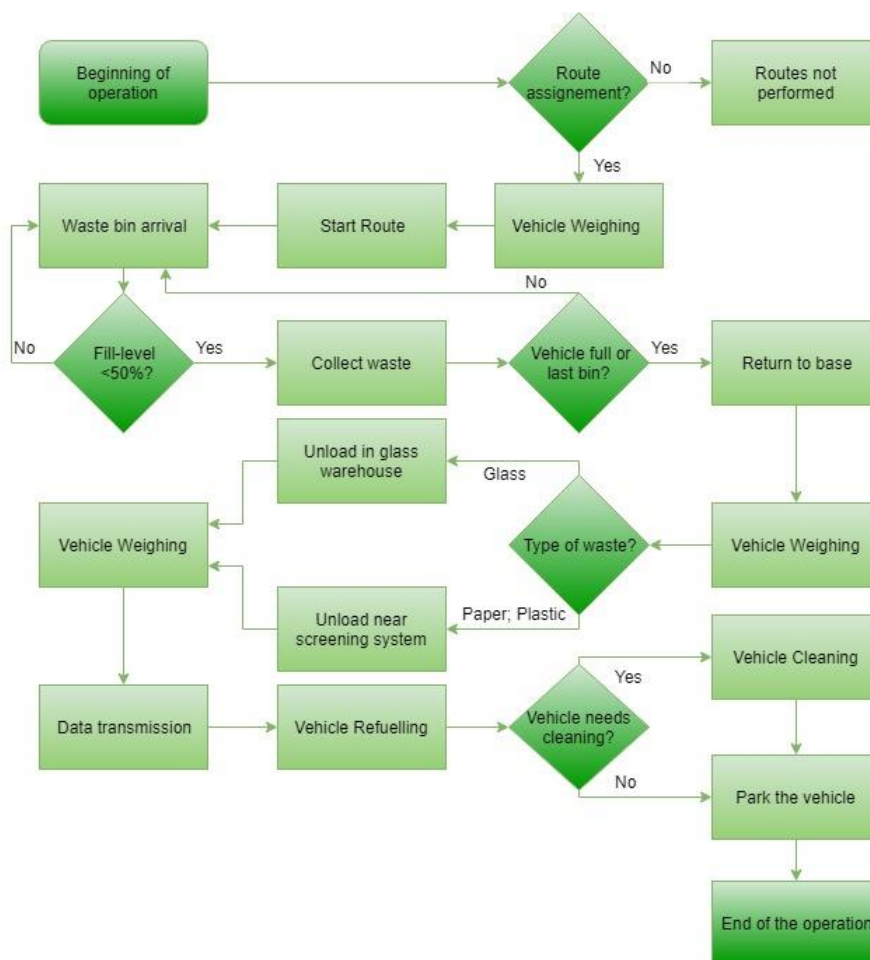 Beginning of
operation
Route
assignement?
No
Routes not
performed
Yes
Waste bin arrival
Start Route
Vehicle Weighing
No
No
Fill-level
<50%?
Yes
Collect waste
Vehicle full or
last bin?
Yes
Return to base
Unload in glass
warehouse
Glass
Vehicle Weighing
Type of waste?
Vehicle Weighing
Unload near
screening system
Paper; Plastic
Yes
Vehicle Cleaning
Data transmission
Vehicle Refuelling
Vehicle needs
cleaning?
No
Park the vehicle
End of the operation